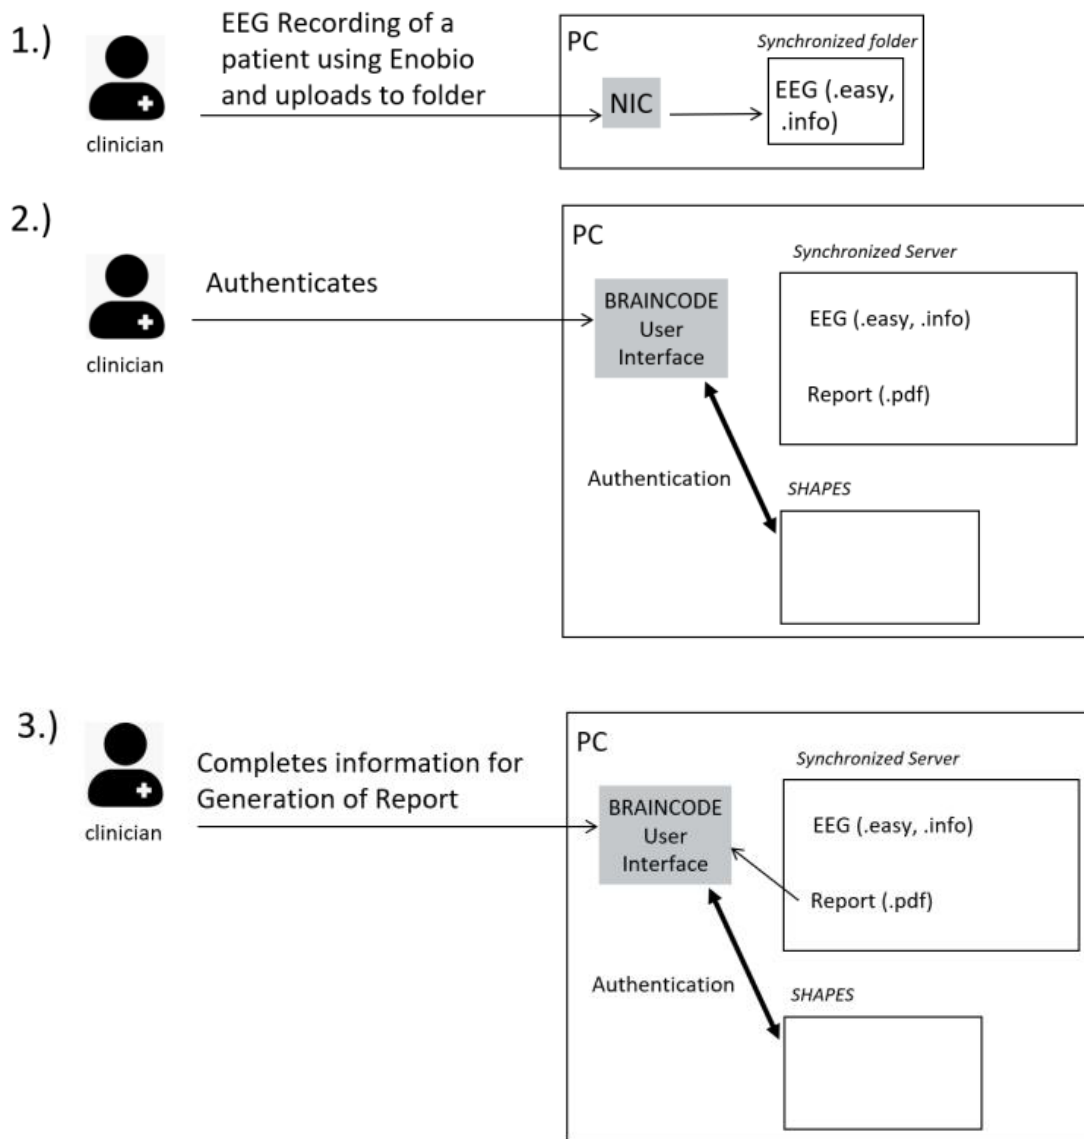 1.)
EEG Recording of a
patient using Enobio
and uploads to folder
clinician
PC
Synchronized folder
NIC
EEG (.easy,
.info)
2.)
Authenticates
clinician
PC
BRAINCODE
User
Interface
Synchronized Server
EEG (.easy, .info)
Report (.pdf)
Authentication
SHAPES
3.)
Completes information for
Generation of Report
clinician
PC
BRAINCODE
User
Interface
Synchronized Server
EEG (.easy, .info)
Report (.pdf)
Authentication
SHAPES